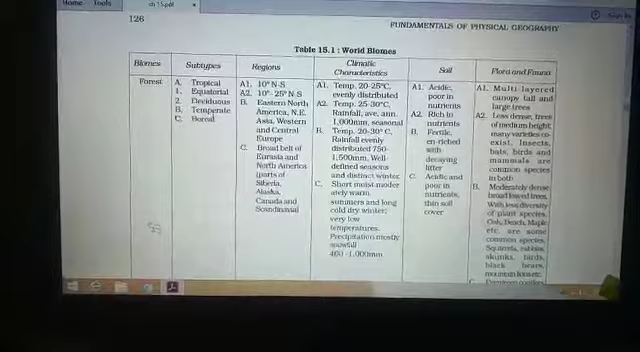 Home Tools ch 15.pdf
126
FUNDAMENTALS OF PHYSICAL GEOGRAPHY
Table 15.1 : World Biomes
Biomes
Subtypes
Regions
Climatic
Characteristics
Soil
Flora and Fauna
Forest
A. Tropical
1. Equatorial
2. Deciduous
B. Temperate
C. Boreal
A1. 10° N-S
A2. 10°- 25° N-S
B. Eastern North
America, N.E.
Asia, Western
and Central
Europe
C. Broad belt of
Eurasia and
North America
(parts of
Siberia,
Alaska,
Canada and
Scandinavia)
A1. Temp. 20-25°C,
evenly distributed
A2. Temp. 25-30°C,
Rainfall, ave. ann.
1,000mm, seasonal
B. Temp. 20-30° C,
Rainfall evenly
distributed 750-
1,500mm, Well-
defined seasons
and distinct winter.
C. Short moist moder
ately warm
summers and long
cold dry winter;
very low
temperatures.
Precipitation mostly
snowfall
400 -1,000mm
A1. Acidic,
poor in
nutrients
A2. Rich in
nutrients
B. Fertile,
en-riched
with
decaying
litter
C. Acidic and
poor in
nutrients,
thin soil
cover
A1. Multi-layered
canopy tall and
large trees
A2. Less dense, trees
of medium height;
many varieties co-
exist. Insects,
bats, birds and
mammals are
common species
in both
B. Moderately dense
broad leaved trees.
With less diversity
of plant species.
Oak, Beach, Maple
etc. are some
common species.
Squirrels, rabbits,
skunks, birds,
black bears,
mountain lions etc.
C. Evergreen conifers